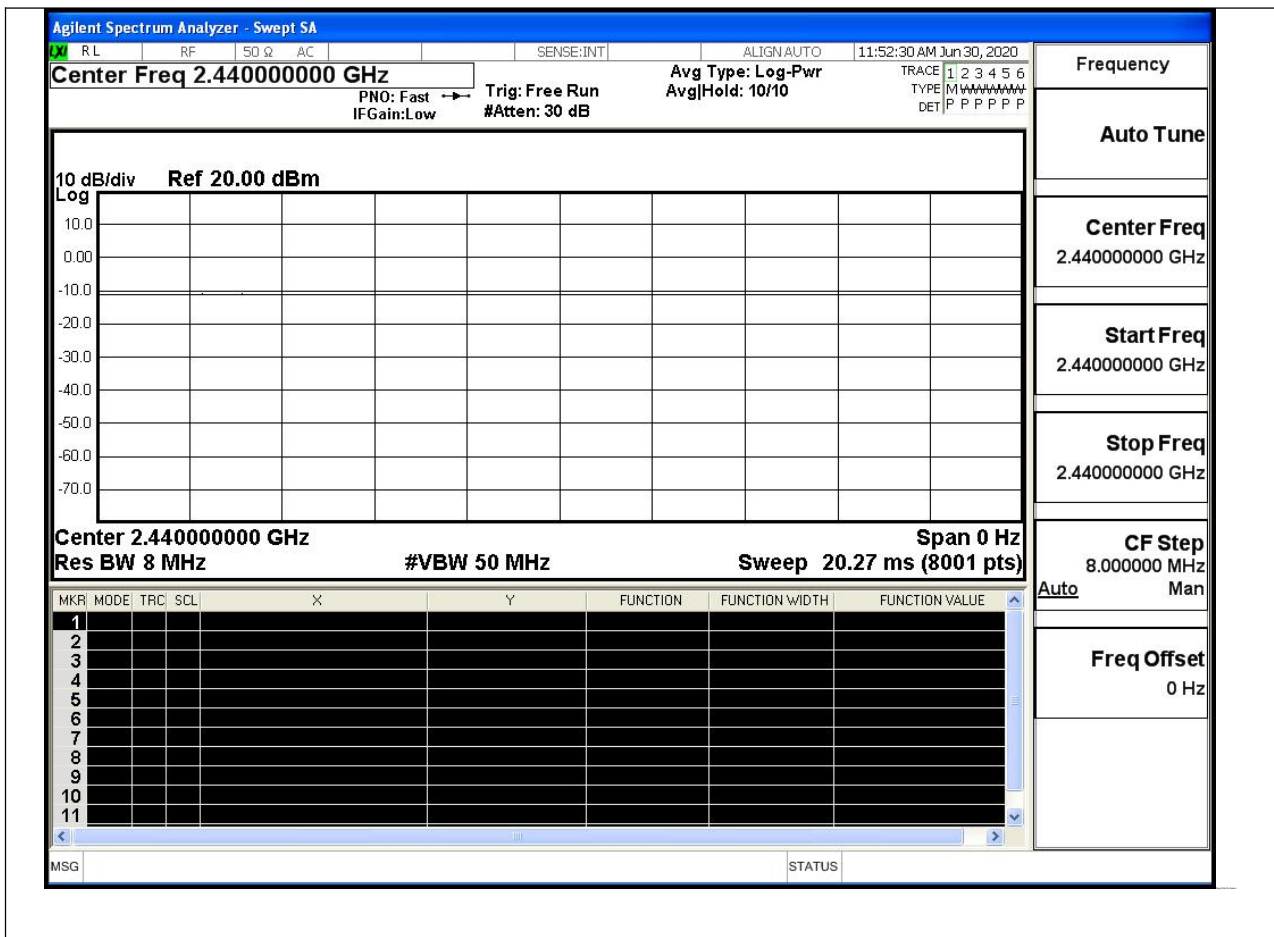 Agilent Spectrum Analyzer - Swept SA
LXI RL RF 50 Ω AC SENSE:INT ALIGN AUTO 11:52:30 AM Jun 30, 2020
Center Freq 2.440000000 GHz
PNO: Fast
IFGain:Low
Trig: Free Run
#Atten: 30 dB
Avg Type: Log-Pwr
Avg|Hold: 10/10
TRACE 1 2 3 4 5 6
TYPE M WWWWW
DET P P P P P P
10 dB/div Ref 20.00 dBm
Log
10.0
0.00
-10.0
-20.0
-30.0
-40.0
-50.0
-60.0
-70.0
Center 2.440000000 GHz Span 0 Hz
Res BW 8 MHz #VBW 50 MHz Sweep 20.27 ms (8001 pts)
MKR MODE TRC SCL X Y FUNCTION FUNCTION WIDTH FUNCTION VALUE
1
2
3
4
5
6
7
8
9
10
11
MSG STATUS
Frequency
Auto Tune
Center Freq
2.440000000 GHz
Start Freq
2.440000000 GHz
Stop Freq
2.440000000 GHz
CF Step
8.000000 MHz
Auto Man
Freq Offset
0 Hz